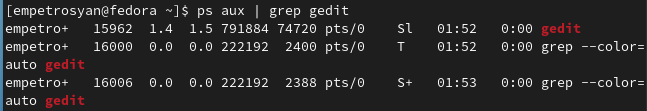 [empetrosyan@fedora ~]$ ps aux | grep gedit
empetro+   15962  1.4  1.5 791884 74720 pts/0    Sl   01:52   0:00 gedit
empetro+   16000  0.0  0.0 222192  2400 pts/0    T    01:52   0:00 grep --color=
auto gedit
empetro+   16006  0.0  0.0 222192  2388 pts/0    S+   01:53   0:00 grep --color=
auto gedit